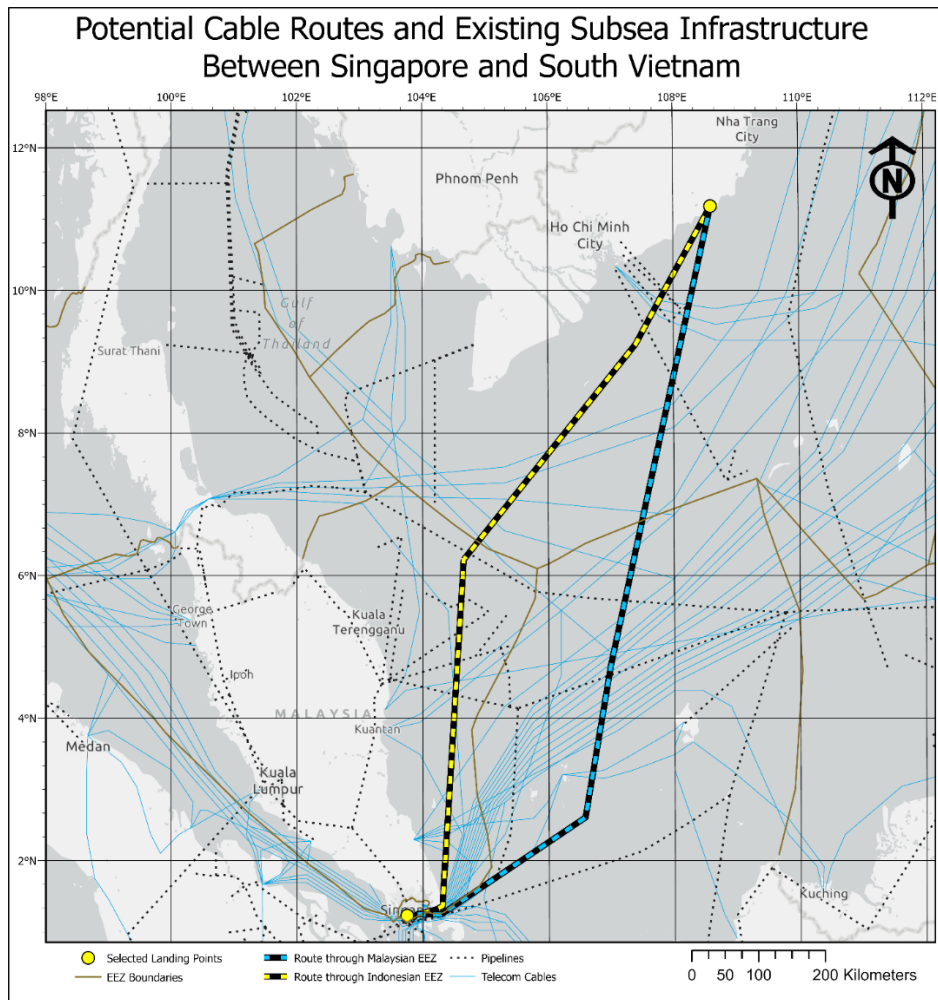 Potential Cable Routes and Existing Subsea Infrastructure
Between Singapore and South Vietnam
98°E 100°E 102°E 104°E 106°E 108°E 110°E 112°E
Nha Trang
City
12°N
N
Phnom Penh
Ho Chi Minh
City
10°N
Gulf
of
Thailand
Surat Thani
8°N
6°N
George
Town
Kuala
Terengganu
Ipoh
4°N
MALAYSIA
Kuantan
Medan
Kuala
Lumpur
2°N
Kuching
Selected Landing Points
EEZ Boundaries
Route through Malaysian EEZ
Route through Indonesian EEZ
Pipelines
Telecom Cables
0 25 50 100 200 Kilometers